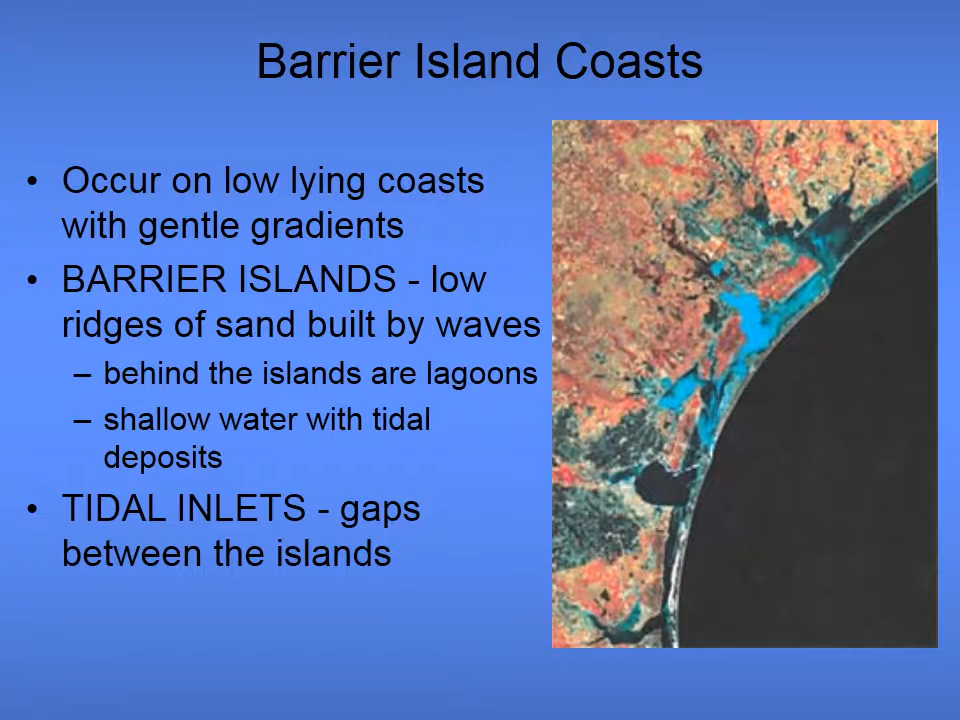 Barrier Island Coasts
• Occur on low lying coasts
with gentle gradients
• BARRIER ISLANDS - low
ridges of sand built by waves
– behind the islands are lagoons
– shallow water with tidal
deposits
• TIDAL INLETS - gaps
between the islands